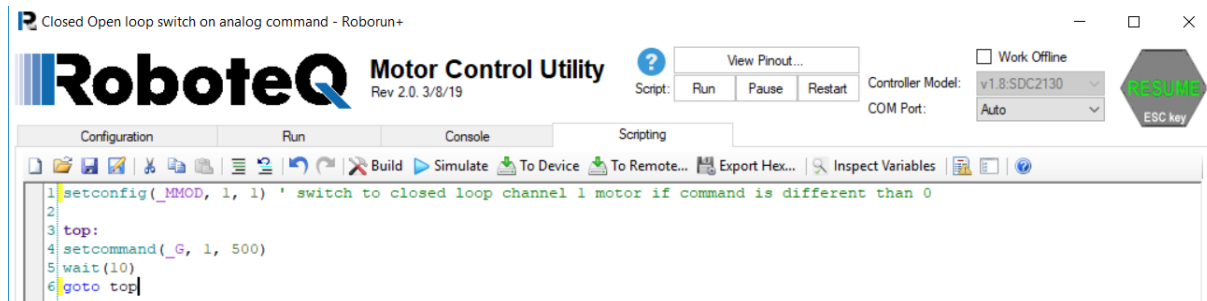 Closed Open loop switch on analog command - Roborun+
RoboteQ
Motor Control Utility
Rev 2.0. 3/8/19
?
View Pinout...
Script: Run Pause Restart
Work Offline
Controller Model: v1.8:SDC2130
COM Port: Auto
RESUME
ESC key
Configuration Run Console Scripting
Build Simulate To Device To Remote... Export Hex... Inspect Variables
1 setconfig(_MMOD, 1, 1) ' switch to closed loop channel 1 motor if command is different than 0
2
3 top:
4 setcommand(_G, 1, 500)
5 wait(10)
6 goto top